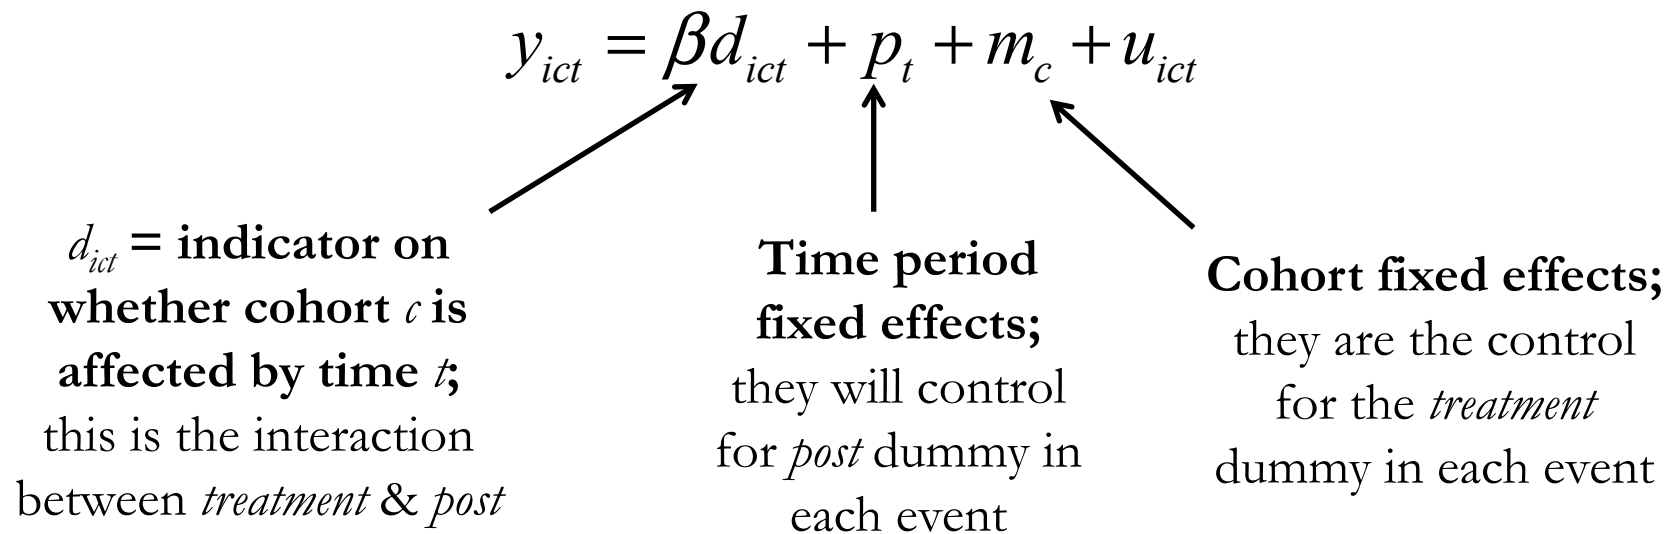 y_ict = βd_ict + p_t + m_c + u_ict
d_ict = indicator on
whether cohort c is
affected by time t;
this is the interaction
between treatment & post
Time period
fixed effects;
they will control
for post dummy in
each event
Cohort fixed effects;
they are the control
for the treatment
dummy in each event